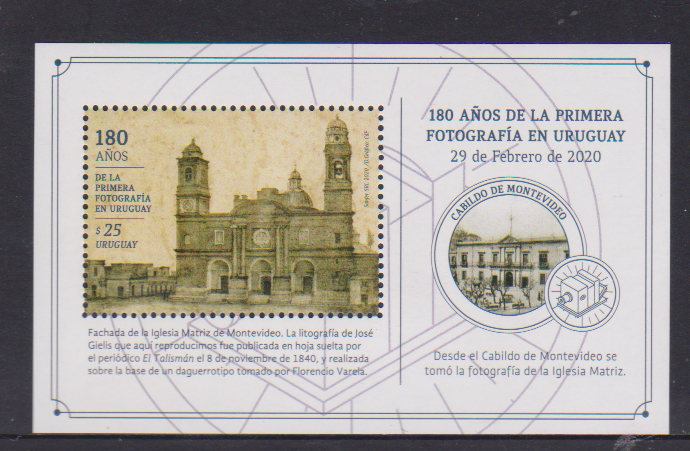 180
AÑOS
DE LA
PRIMERA
FOTOGRAFÍA
EN URUGUAY
$ 25
URUGUAY
Fachada de la Iglesia Matriz de Montevideo. La litografía de José
Gielis que aquí reproducimos fue publicada en hoja suelta por
el periódico El Talismán el 8 de noviembre de 1840, y realizada
sobre la base de un daguerrotipo tomado por Florencio Varela.
180 AÑOS DE LA PRIMERA
FOTOGRAFÍA EN URUGUAY
29 de Febrero de 2020
CABILDO DE MONTEVIDEO
Desde el Cabildo de Montevideo se
tomó la fotografía de la Iglesia Matriz.